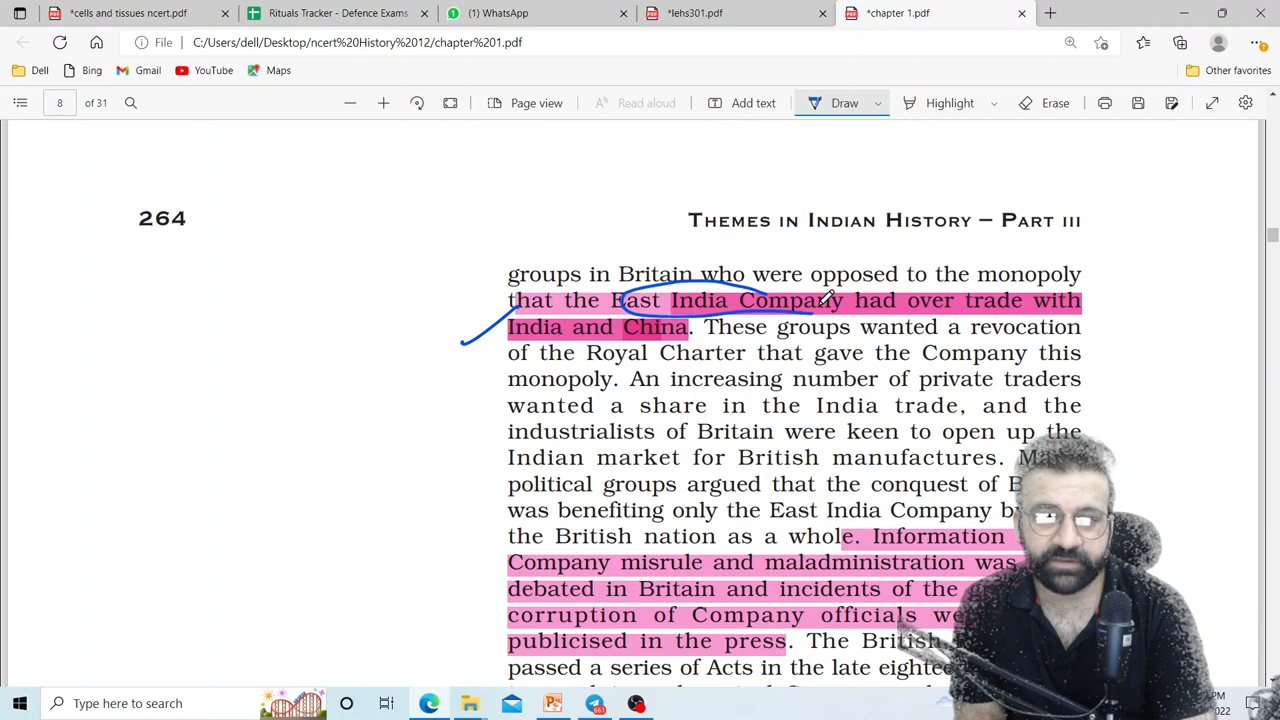 *cells and tissues ncert.pdf
Rituals Tracker - Defence Exams
(1) WhatsApp
*lehs301.pdf
*chapter 1.pdf
File
C:/Users/dell/Desktop/ncert%20History%2012/chapter%201.pdf
Dell
Bing
Gmail
YouTube
Maps
Other favorites
8 of 31
Page view
Read aloud
Add text
Draw
Highlight
Erase
264
THEMES IN INDIAN HISTORY – PART III
groups in Britain who were opposed to the monopoly
that the East India Company had over trade with
India and China. These groups wanted a revocation
of the Royal Charter that gave the Company this
monopoly. An increasing number of private traders
wanted a share in the India trade, and the
industrialists of Britain were keen to open up the
Indian market for British manufactures.
political groups argued that the conquest of
was benefiting only the East India Company
the British nation as a whole. Information
Company misrule and maladministration was
debated in Britain and incidents of the
corruption of Company officials
publicised in the press. The
passed a series of Acts in the late
Type here to search
661
PM
2022